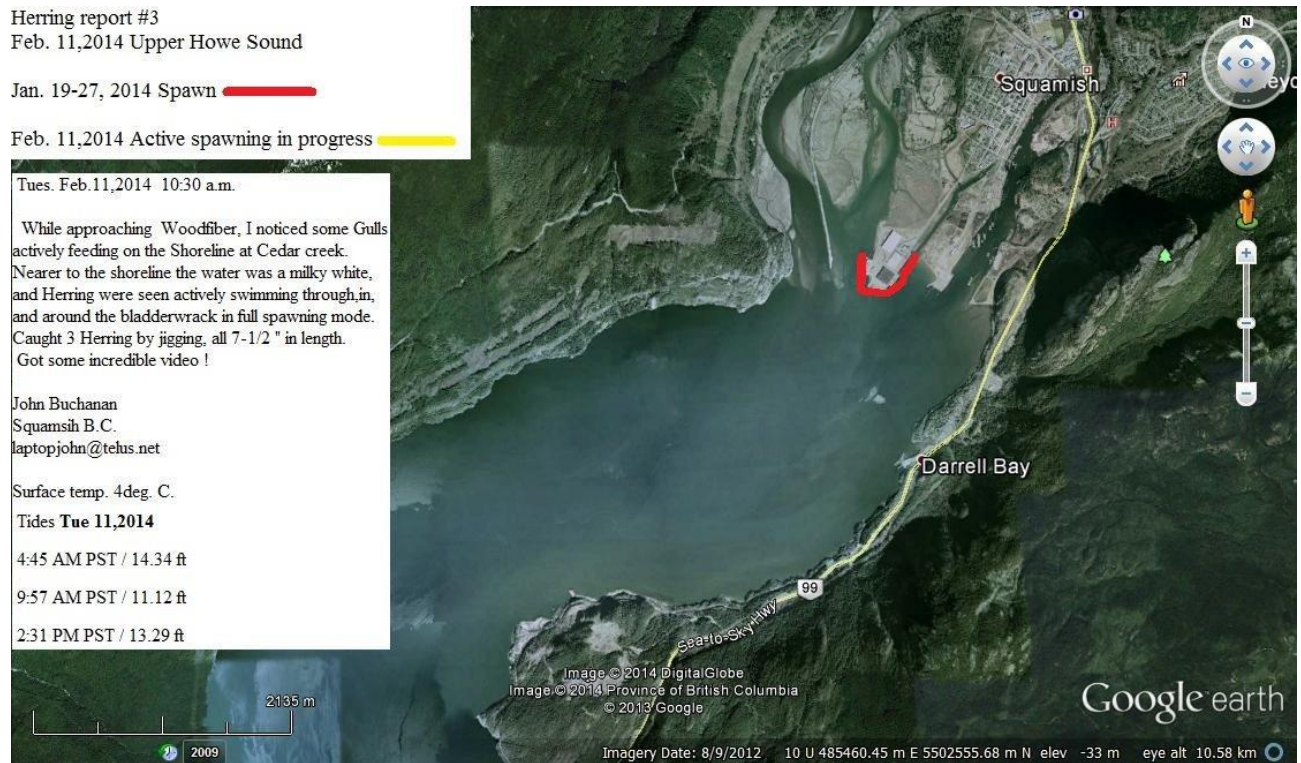 Herring report #3
Feb. 11,2014 Upper Howe Sound
Jan. 19-27, 2014 Spawn
Feb. 11,2014 Active spawning in progress
Tues. Feb.11,2014 10:30 a.m.
While approaching Woodfiber, I noticed some Gulls
actively feeding on the Shoreline at Cedar creek.
Nearer to the shoreline the water was a milky white,
and Herring were seen actively swimming through,in,
and around the bladderwrack in full spawning mode.
Caught 3 Herring by jigging, all 7-1/2 " in length.
Got some incredible video !
John Buchanan
Squamsih B.C.
laptopjohn@telus.net
Surface temp. 4deg. C.
Tides Tue 11,2014
4:45 AM PST / 14.34 ft
9:57 AM PST / 11.12 ft
2:31 PM PST / 13.29 ft
N
Squamish
H
Darrell Bay
99
Sea-to-Sky Hwy
Image © 2014 DigitalGlobe
Image © 2014 Province of British Columbia
© 2013 Google
2135 m
Google earth
2009
Imagery Date: 8/9/2012 10 U 485460.45 m E 5502555.68 m N elev -33 m eye alt 10.58 km